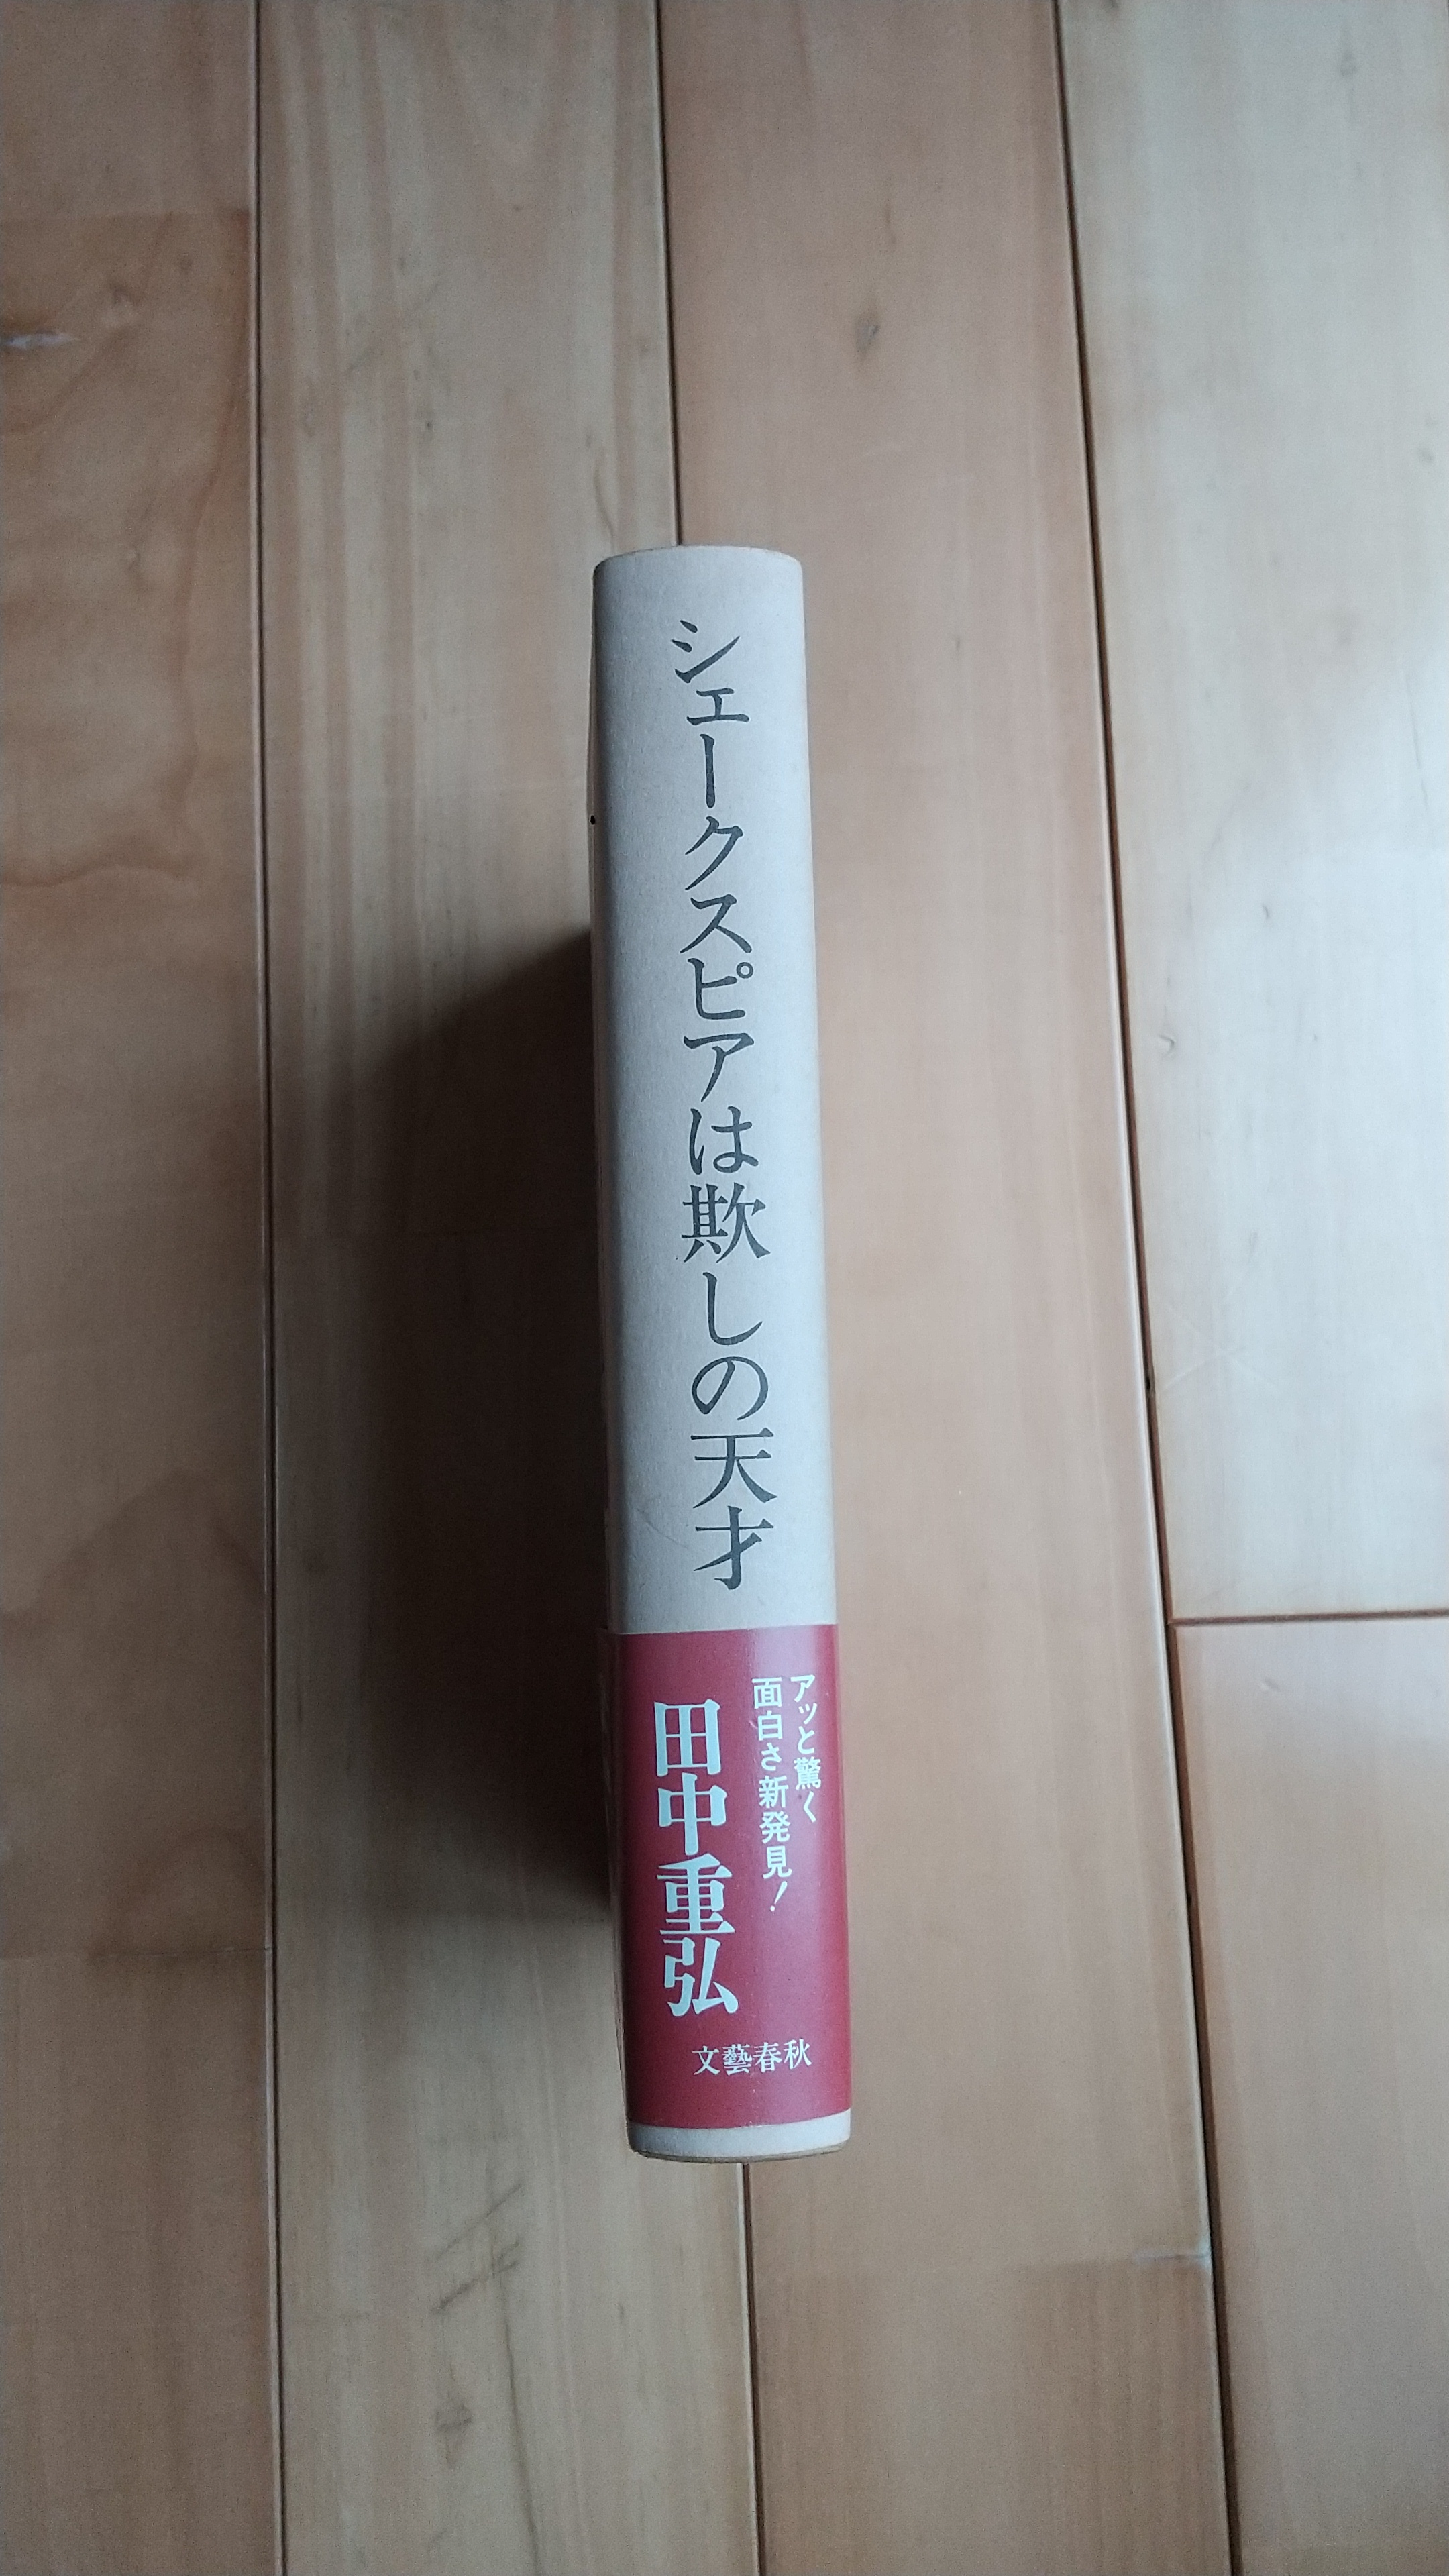 シェークスピアは欺しの天才
アッと驚く
面白さ新発見!
田中重弘
文藝春秋